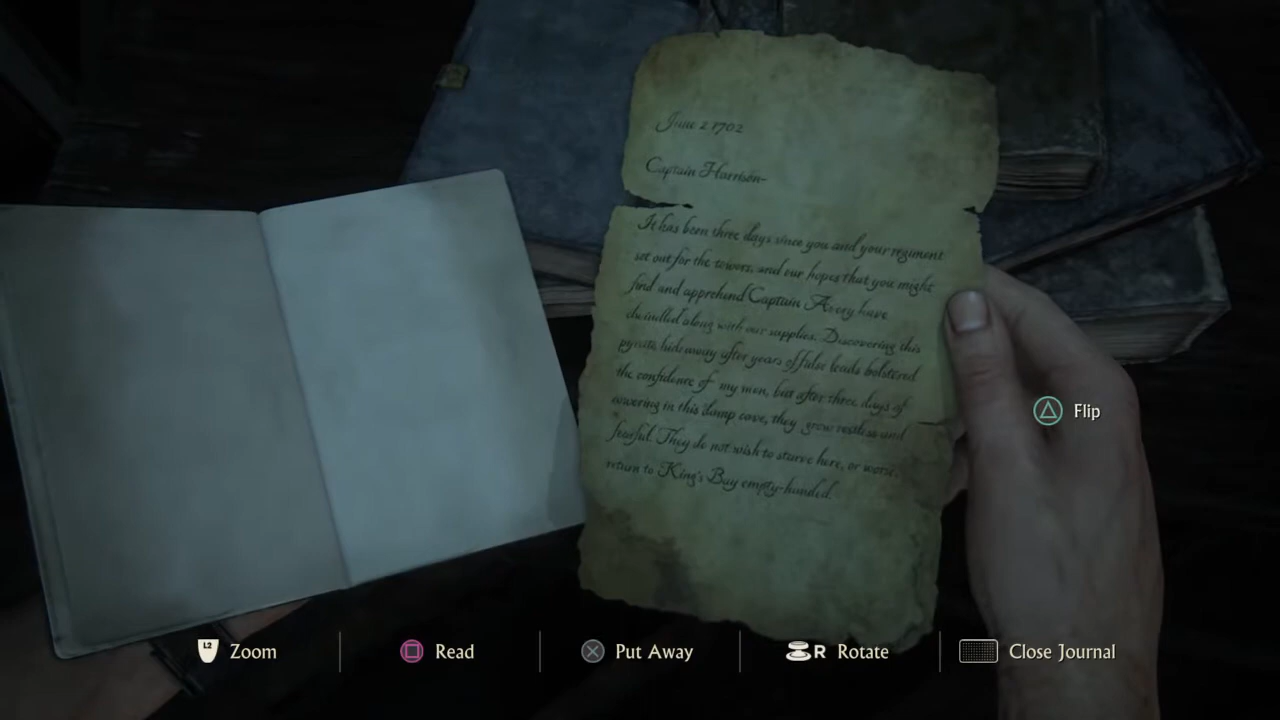 June 2 1702
Captain Harrison-
It has been three days since you and your regiment
set out for the towers, and our hopes that you might
find and apprehend Captain Avery have
dwindled along with our supplies. Discovering this
pyrate hideaway after years of false leads bolstered
the confidence of my men, but after three days of
cowering in this damp cave, they grow restless and
fearful. They do not wish to starve here, or worse,
return to King's Bay empty-handed.
Flip
L2 Zoom
Read
Put Away
R Rotate
Close Journal